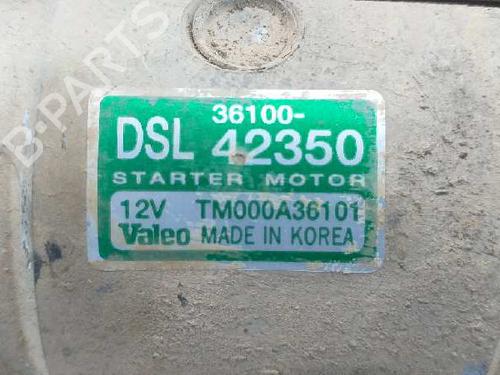 36100-
DSL 42350
STARTER MOTOR
12V TM000A36101
Valeo MADE IN KOREA
B-PARTS